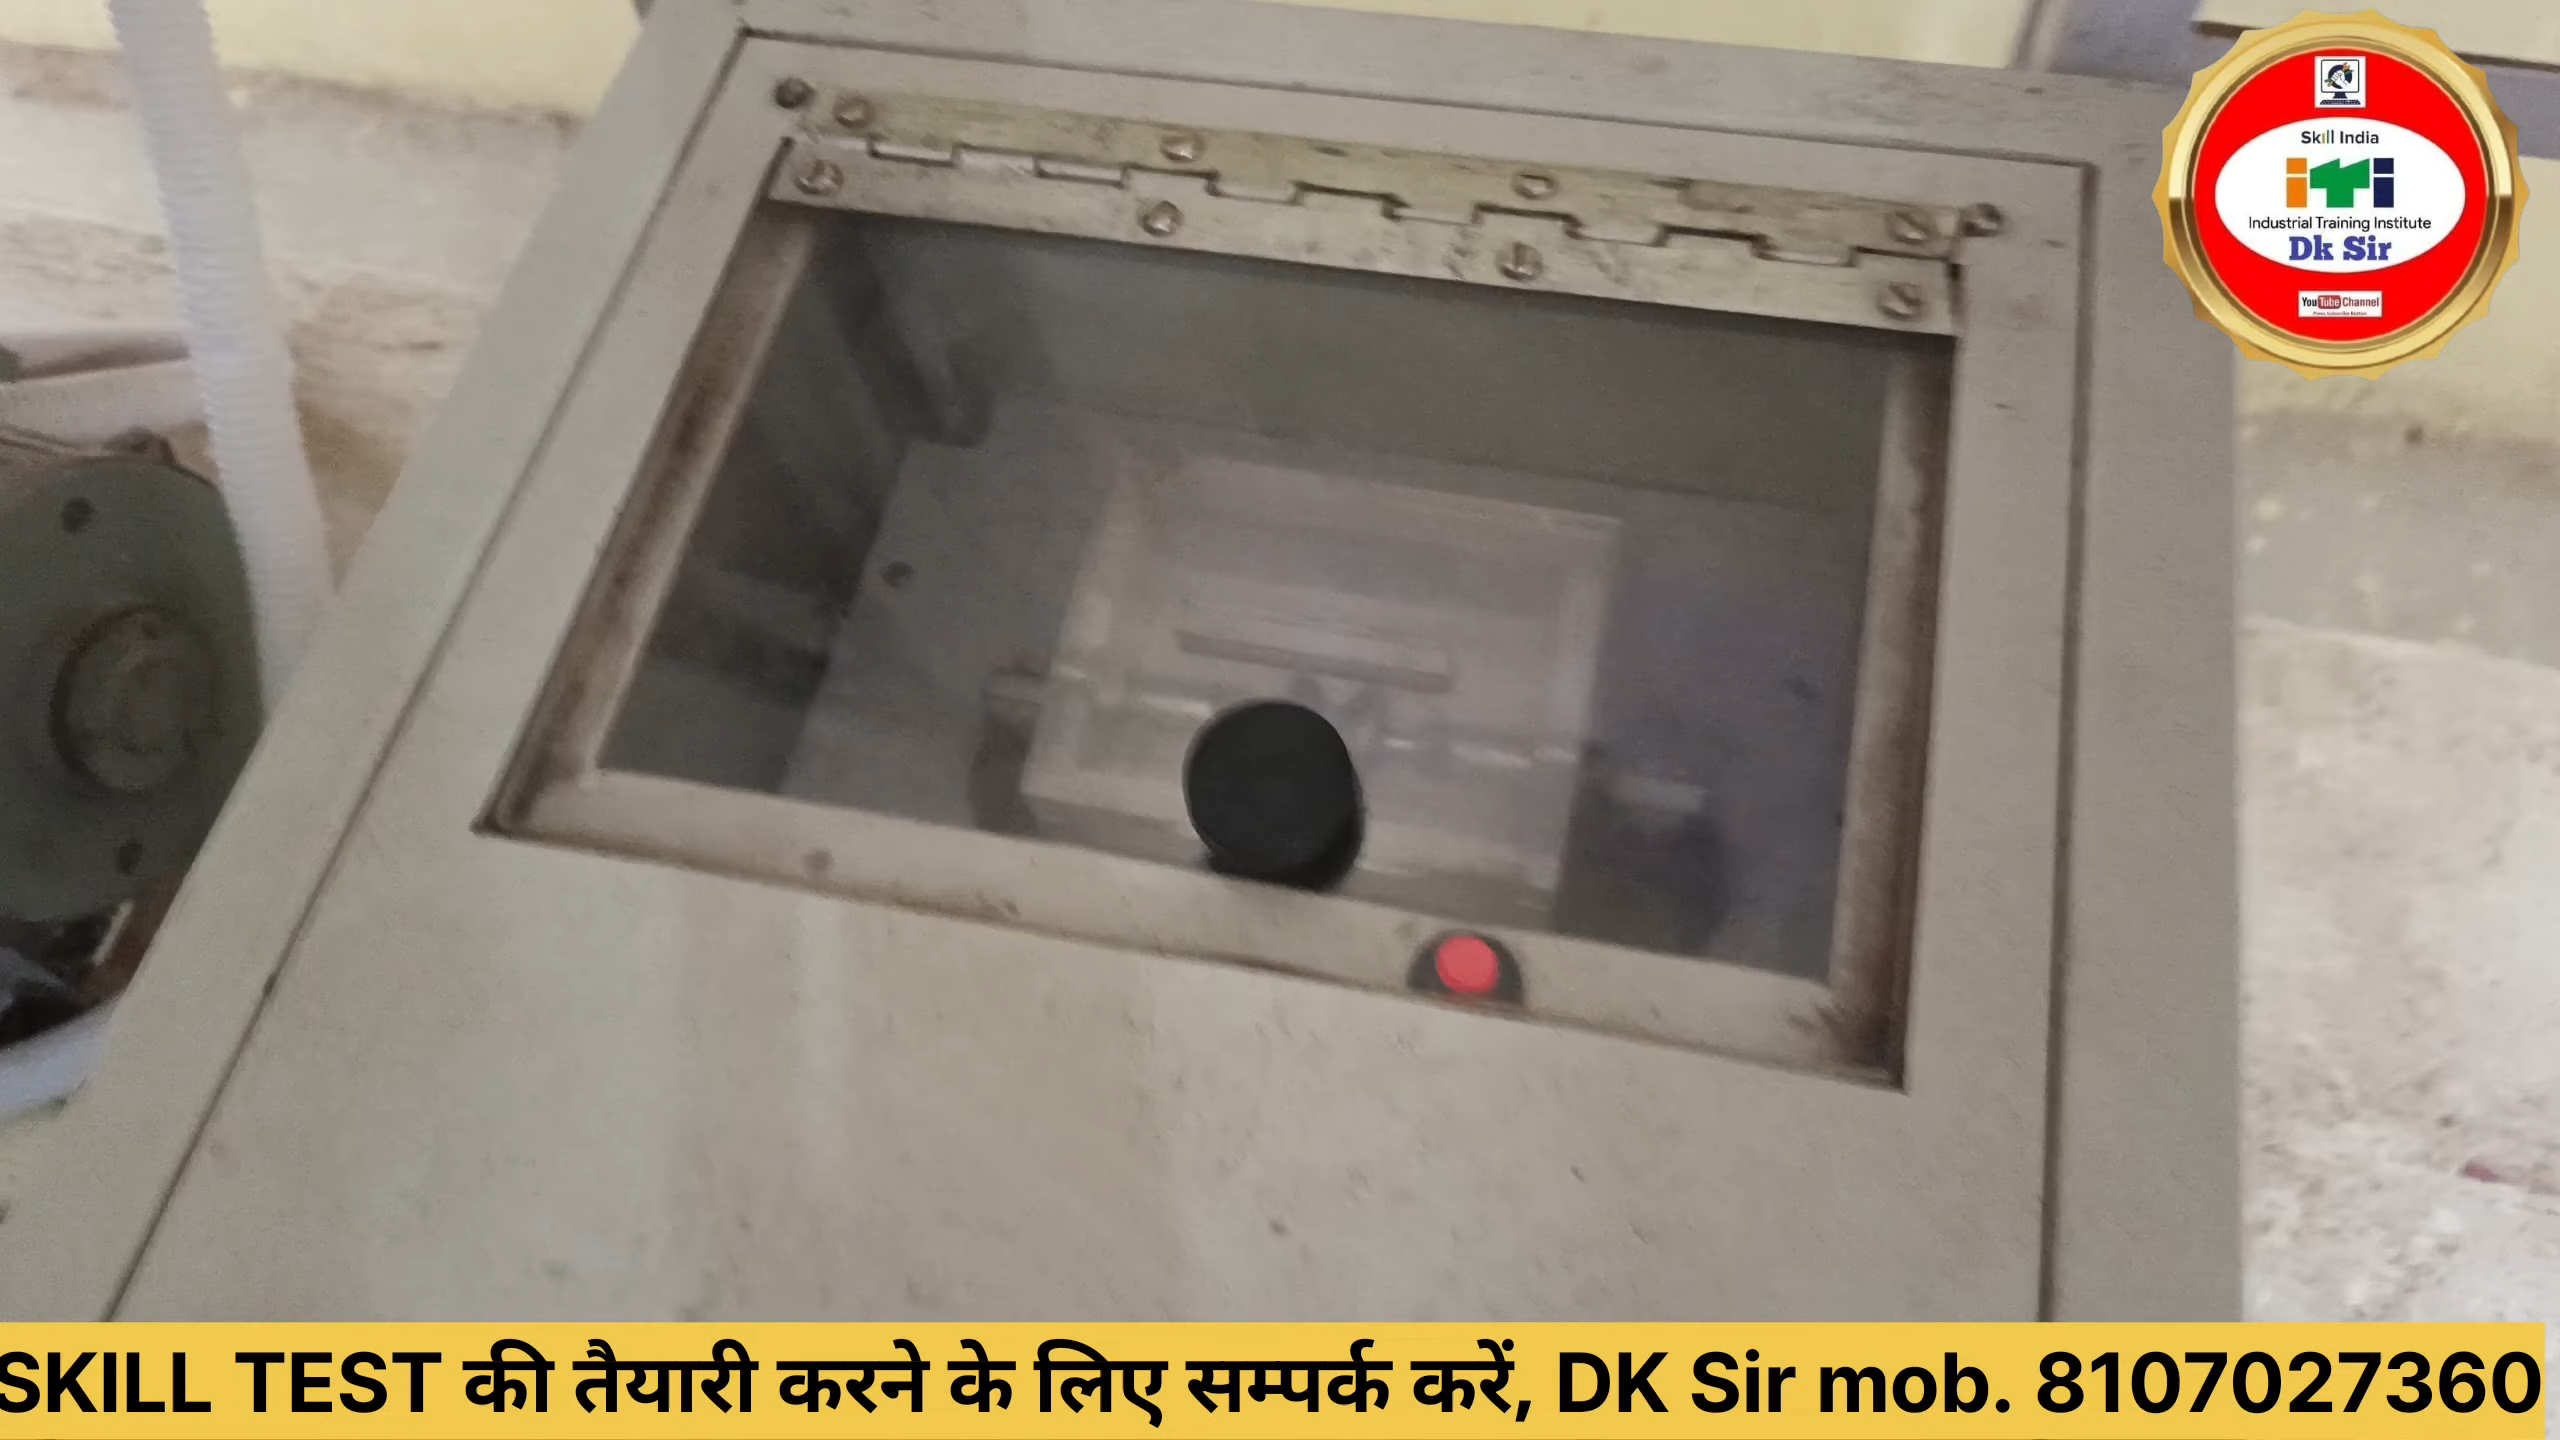 Skill India
iTi
Industrial Training Institute
Dk Sir
YouTube Channel
SKILL TEST की तैयारी करने के लिए सम्पर्क करें, DK Sir mob. 8107027360